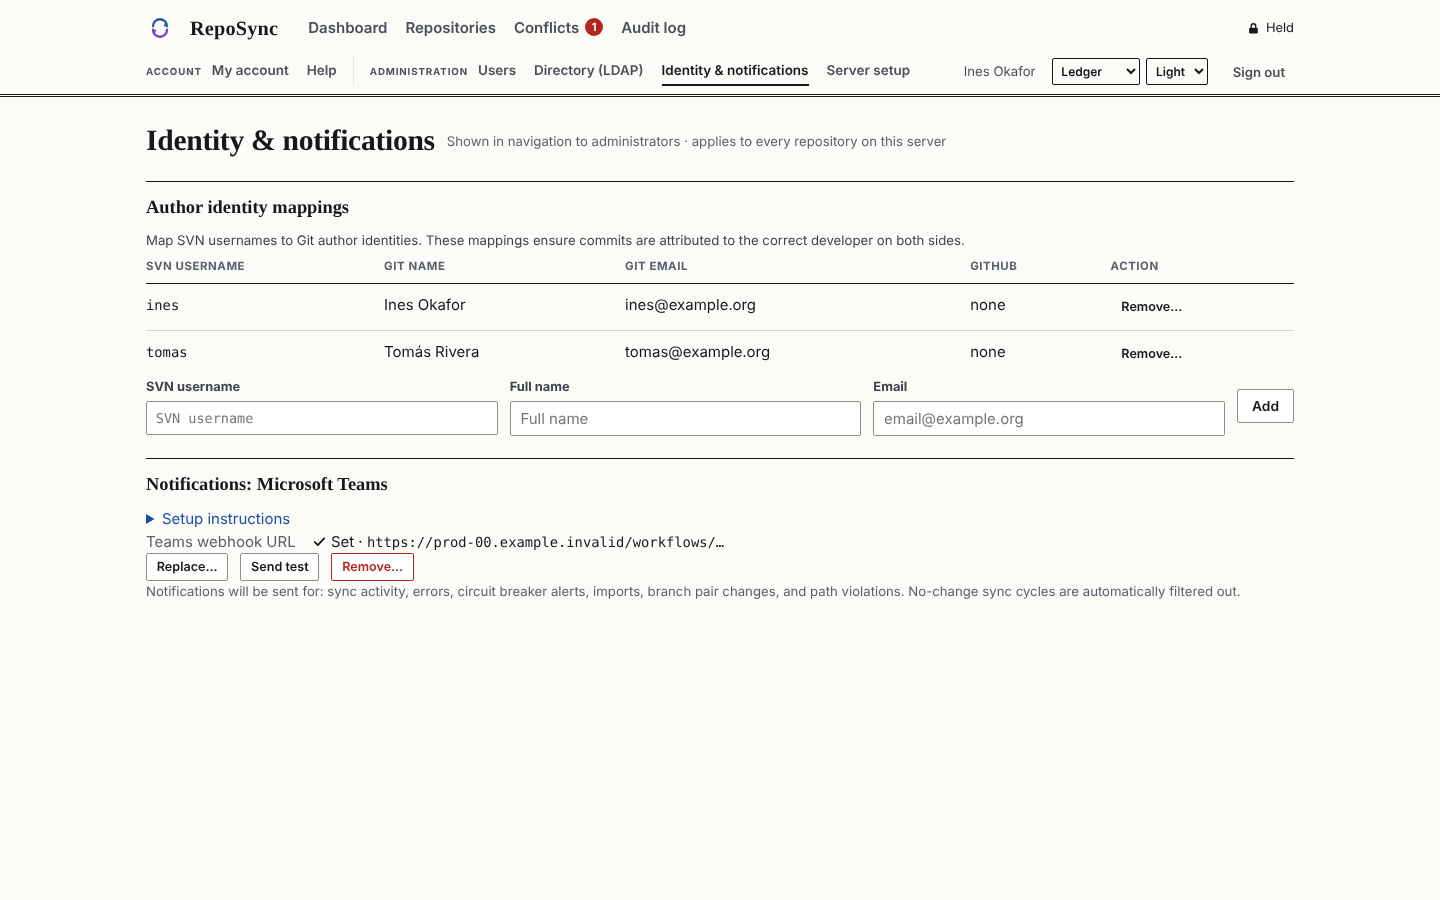 RepoSync Dashboard Repositories Conflicts 1 Audit log Held
ACCOUNT My account Help ADMINISTRATION Users Directory (LDAP) Identity & notifications Server setup Ines Okafor Ledger Light Sign out
Identity & notifications Shown in navigation to administrators · applies to every repository on this server
Author identity mappings
Map SVN usernames to Git author identities. These mappings ensure commits are attributed to the correct developer on both sides.
SVN USERNAME GIT NAME GIT EMAIL GITHUB ACTION
ines Ines Okafor ines@example.org none Remove…
tomas Tomás Rivera tomas@example.org none Remove…
SVN username Full name Email
SVN username Full name email@example.org Add
Notifications: Microsoft Teams
Setup instructions
Teams webhook URL Set · https://prod-00.example.invalid/workflows/…
Replace… Send test Remove…
Notifications will be sent for: sync activity, errors, circuit breaker alerts, imports, branch pair changes, and path violations. No-change sync cycles are automatically filtered out.